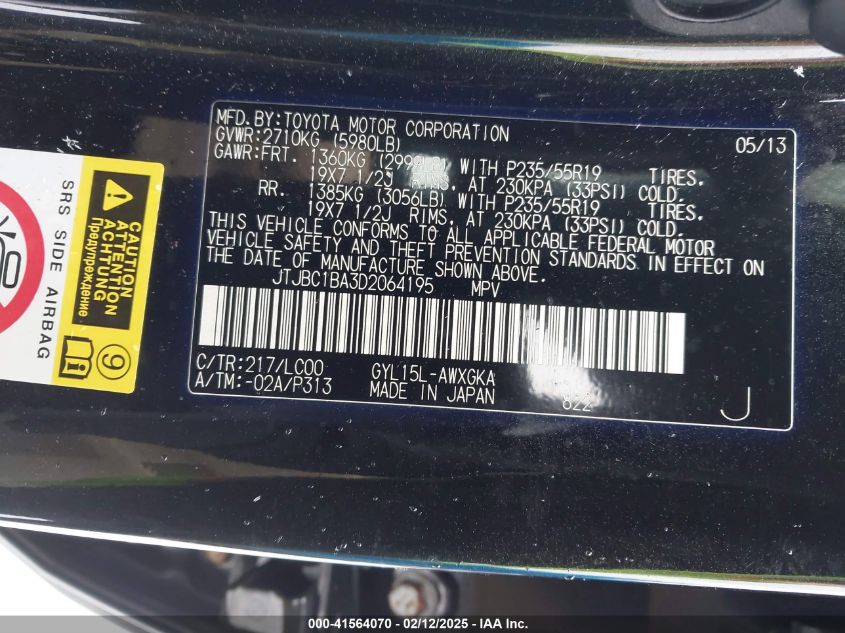 MFD.BY:TOYOTA MOTOR CORPORATION 05/13
GVWR:2710KG (5980LB)
GAWR:FRT. 1360KG (2999LB) WITH P235/55R19 TIRES.
19X7 1/2J RIMS, AT 230KPA (33PSI) COLD.
RR. 1385KG (3056LB) WITH P235/55R19 TIRES.
19X7 1/2J RIMS, AT 230KPA (33PSI) COLD.
THIS VEHICLE CONFORMS TO ALL APPLICABLE FEDERAL MOTOR
VEHICLE SAFETY AND THEFT PREVENTION STANDARDS IN EFFECT ON
THE DATE OF MANUFACTURE SHOWN ABOVE.
JTJBC1BA3D2064195 MPV
C/TR:217/LC00 GYL15L-AWXGKA
A/TM:-02A/P313 MADE IN JAPAN 822 J
SRS SIDE AIRBAG
CAUTION
ATTENTION
ACHTUNG
Предупреждение
9
000-41564070 - 02/12/2025 - IAA Inc.